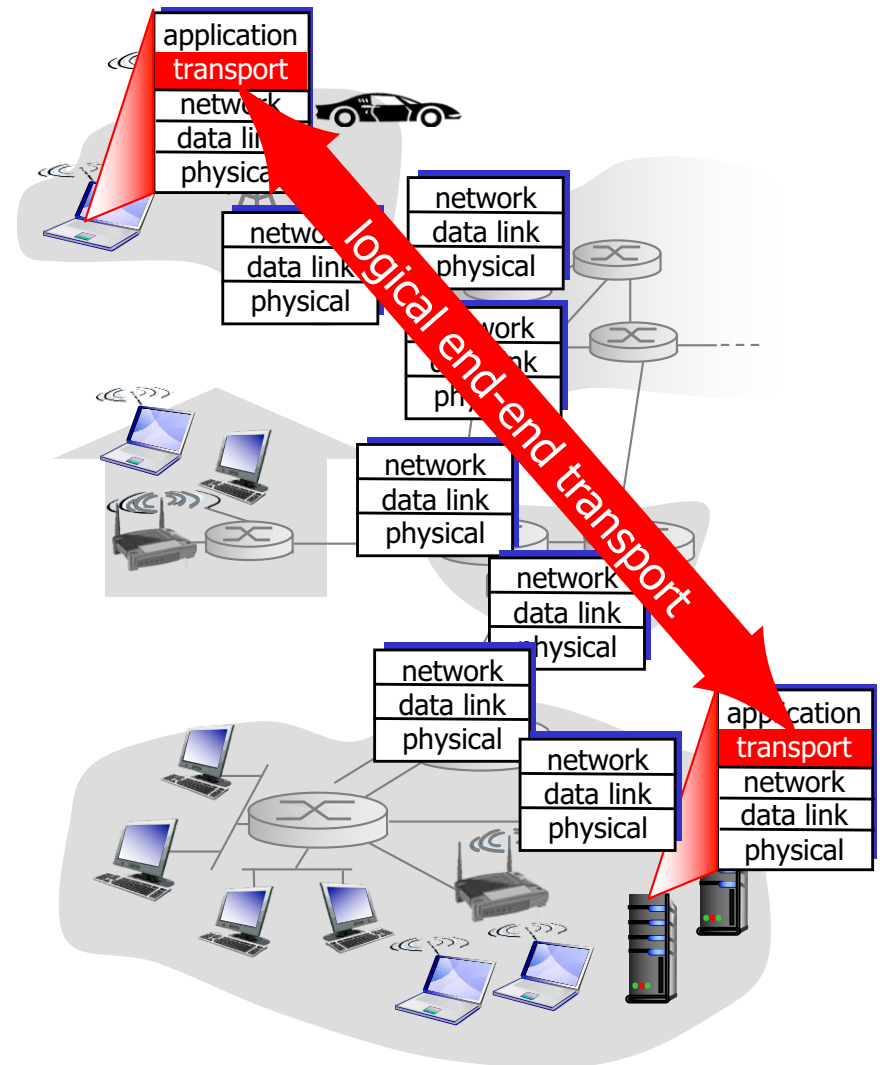 application
transport
network
data link
physical
network
data link
physical
network
data link
physical
logical end-end transport
network
data link
physical
network
data link
physical
network
data link
physical
network
data link
physical
application
transport
network
data link
physical